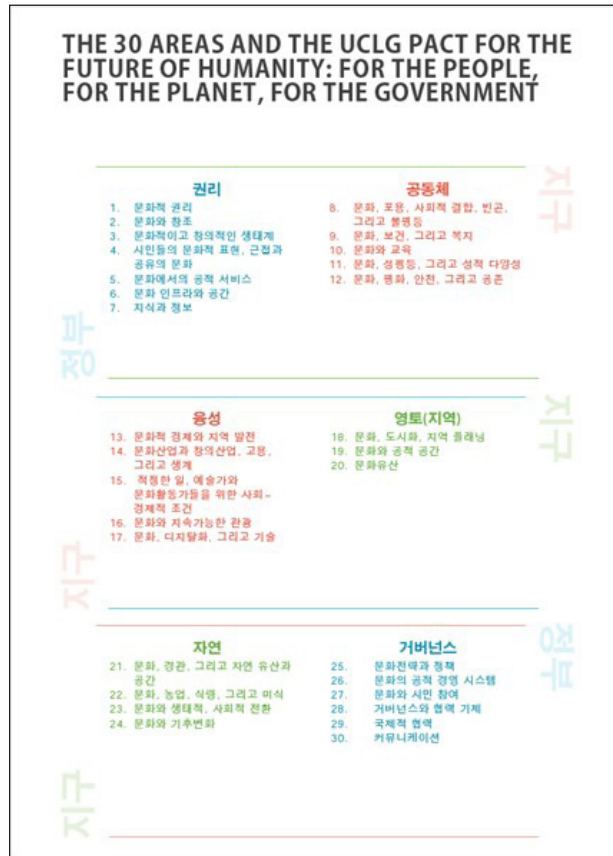 THE 30 AREAS AND THE UCLG PACT FOR THE
FUTURE OF HUMANITY: FOR THE PEOPLE,
FOR THE PLANET, FOR THE GOVERNMENT
지구
권리
1. 문화적 권리
2. 문화와 창조
3. 문화적이고 창의적인 생태계
4. 시민들의 문화적 표현, 근접과
공유의 문화
5. 문화에서의 공적 서비스
6. 문화 인프라와 공간
7. 지식과 정보
공동체
8. 문화, 포용, 사회적 결합, 빈곤,
그리고 불평등
9. 문화, 보건, 그리고 복지
10. 문화와 교육
11. 문화, 성평등, 그리고 성적 다양성
12. 문화, 평화, 안전, 그리고 공존
정부
지구
융성
13. 문화적 경제와 지역 발전
14. 문화산업과 창의산업, 고용,
그리고 생계
15. 적정한 일, 예술가와
문화활동가들을 위한 사회-
경제적 조건
16. 문화와 지속가능한 관광
17. 문화, 디지털화, 그리고 기술
영토(지역)
18. 문화, 도시화, 지역 플래닝
19. 문화와 공적 공간
20. 문화유산
지구
정부
자연
21. 문화, 경관, 그리고 자연 유산과
공간
22. 문화, 농업, 식량, 그리고 미식
23. 문화와 생태적, 사회적 전환
24. 문화와 기후변화
거버넌스
25. 문화전략과 정책
26. 문화의 공적 경영 시스템
27. 문화와 시민 참여
28. 거버넌스와 협력 기제
29. 국제적 협력
30. 커뮤니케이션
지구